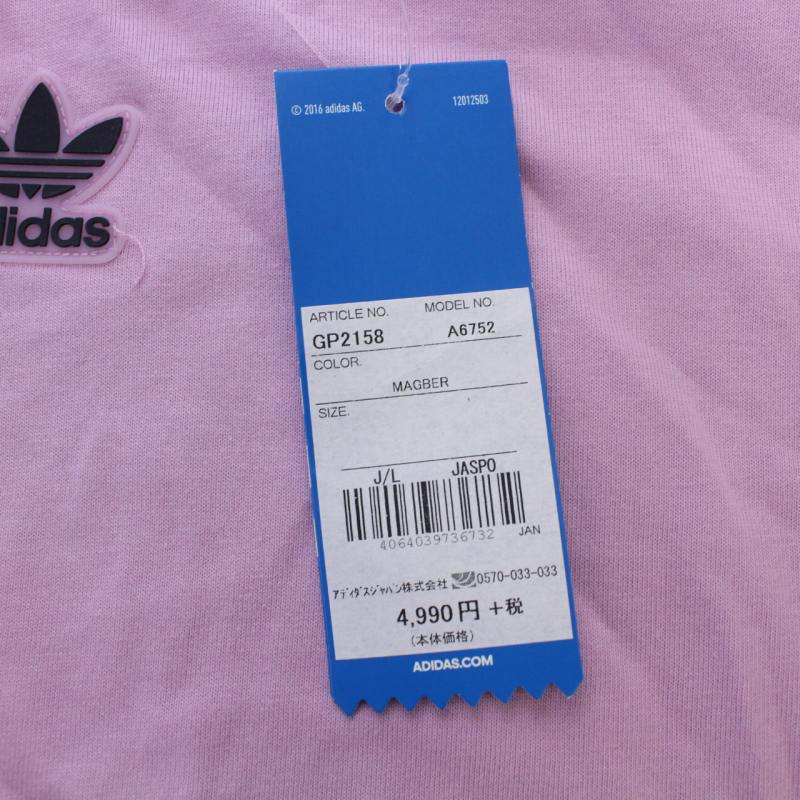 adidas
© 2016 adidas AG.
12012503
ARTICLE NO.
MODEL NO.
GP2158
A6752
COLOR.
MAGBER
SIZE.
J/L
JASPO
4064039736732
JAN
アディダスジャパン株式会社
0570-033-033
4,990円 +税
(本体価格)
ADIDAS.COM